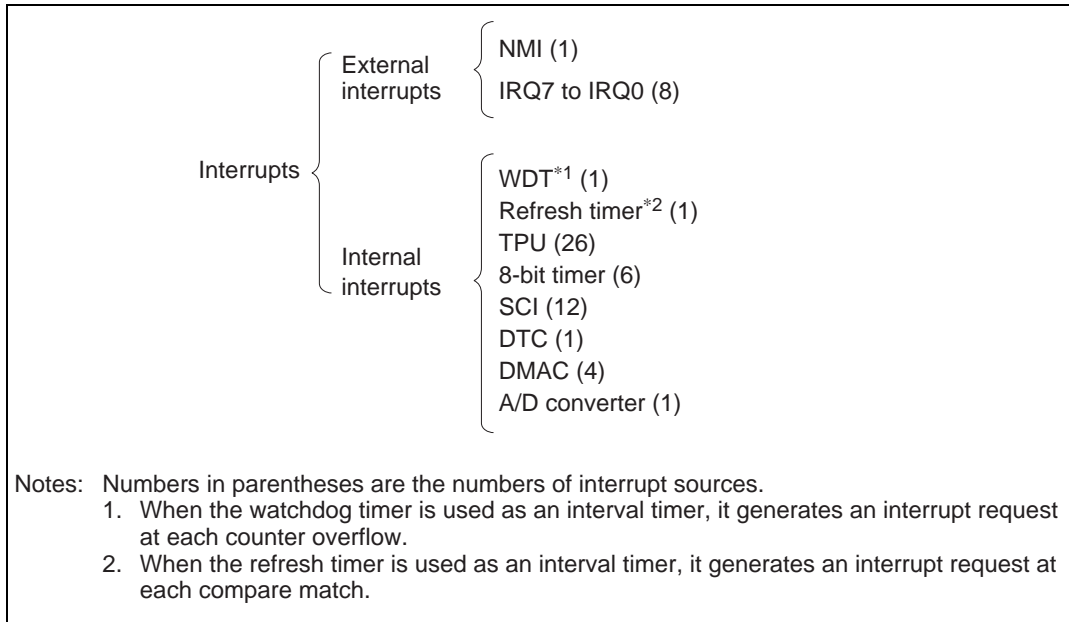 External
interrupts
NMI (1)
IRQ7 to IRQ0 (8)
Interrupts
Internal
interrupts
WDT*1 (1)
Refresh timer*2 (1)
TPU (26)
8-bit timer (6)
SCI (12)
DTC (1)
DMAC (4)
A/D converter (1)
Notes: Numbers in parentheses are the numbers of interrupt sources.
1. When the watchdog timer is used as an interval timer, it generates an interrupt request
at each counter overflow.
2. When the refresh timer is used as an interval timer, it generates an interrupt request at
each compare match.